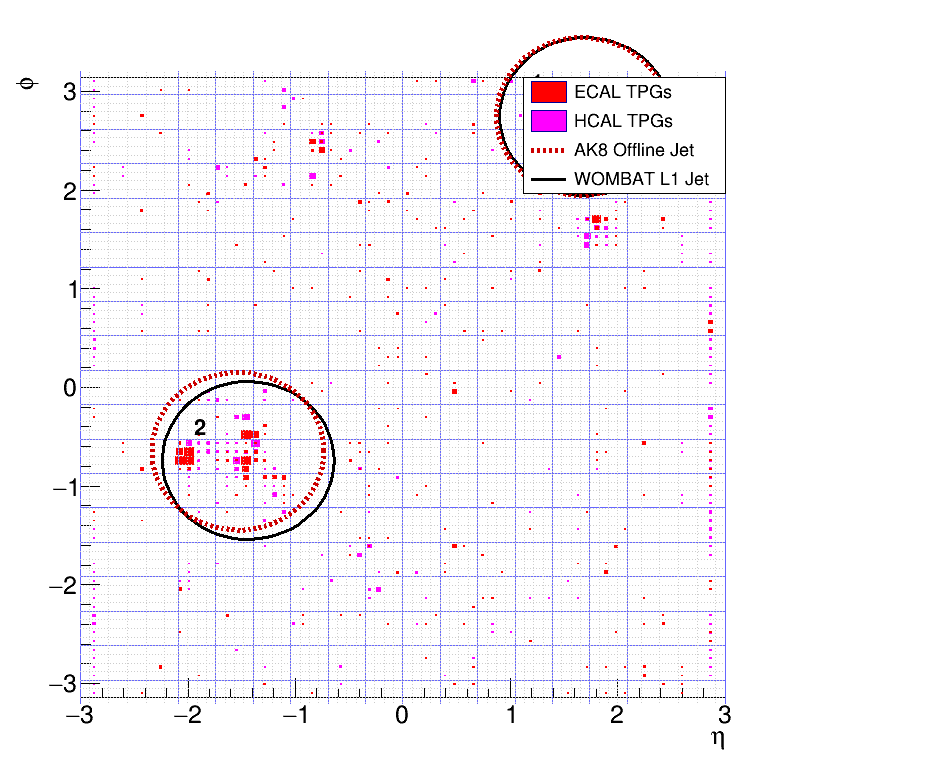 φ
3
ECAL TPGs
HCAL TPGs
AK8 Offline Jet
WOMBAT L1 Jet
2
1
0
2
−1
−2
−3
−3 −2 −1 0 1 2 3
η